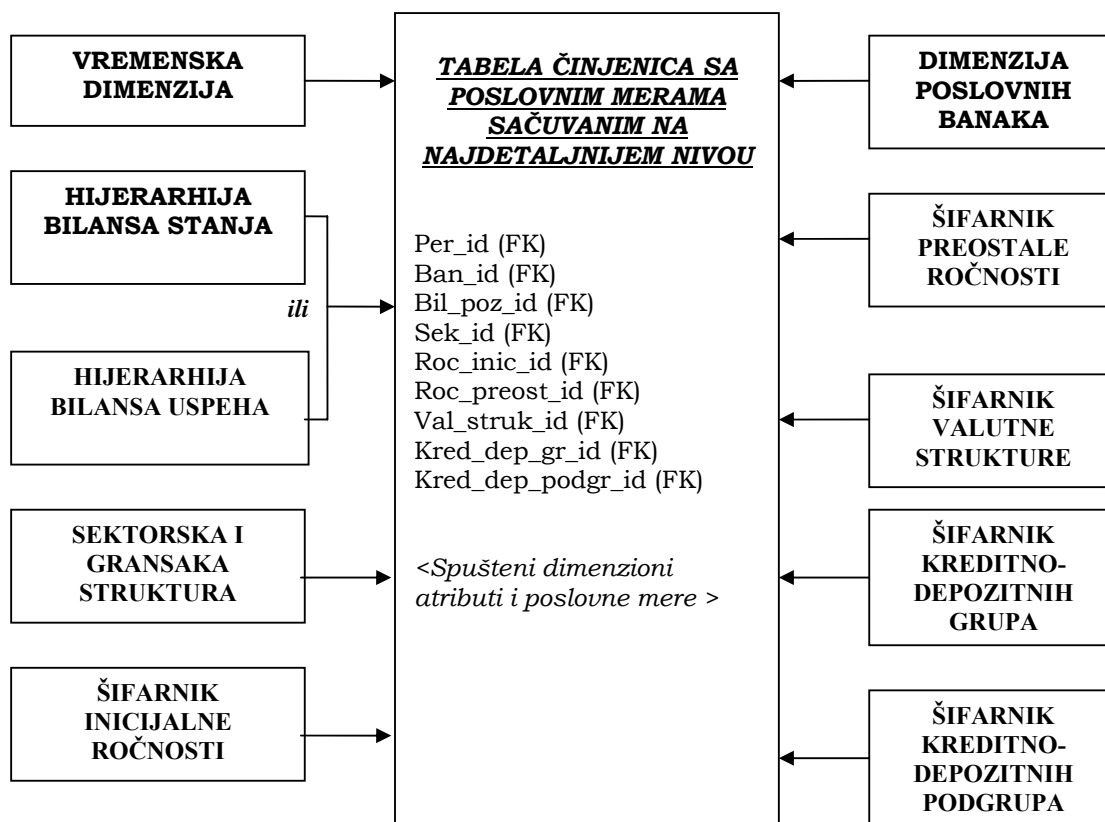 VREMENSKA
DIMENZIJA
HIJERARHIJA
BILANSA STANJA
ili
HIJERARHIJA
BILANSA USPEHA
SEKTORSKA I
GRANSAKA
STRUKTURA
ŠIFARNIK
INICIJALNE
ROČNOSTI
TABELA ČINJENICA SA
POSLOVNIM MERAMA
SAČUVANIM NA
NAJDETALJNIJEM NIVOU
Per_id (FK)
Ban_id (FK)
Bil_poz_id (FK)
Sek_id (FK)
Roc_inic_id (FK)
Roc_preost_id (FK)
Val_struk_id (FK)
Kred_dep_gr_id (FK)
Kred_dep_podgr_id (FK)
<Spušteni dimenzioni
atributi i poslovne mere >
DIMENZIJA
POSLOVNIH
BANAKA
ŠIFARNIK
PREOSTALE
ROČNOSTI
ŠIFARNIK
VALUTNE
STRUKTURE
ŠIFARNIK
KREDITNO-
DEPOZITNIH
GRUPA
ŠIFARNIK
KREDITNO-
DEPOZITNIH
PODGRUPA